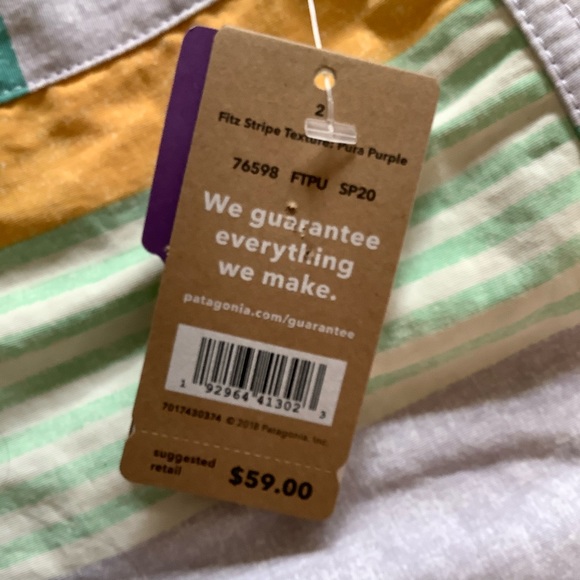 2
Fitz Stripe Texture: Pura Purple
76598 FTPU SP20
We guarantee
everything
we make.
patagonia.com/guarantee
1 92964 41302 3
7017430374 © 2018 Patagonia, Inc.
suggested
retail $59.00